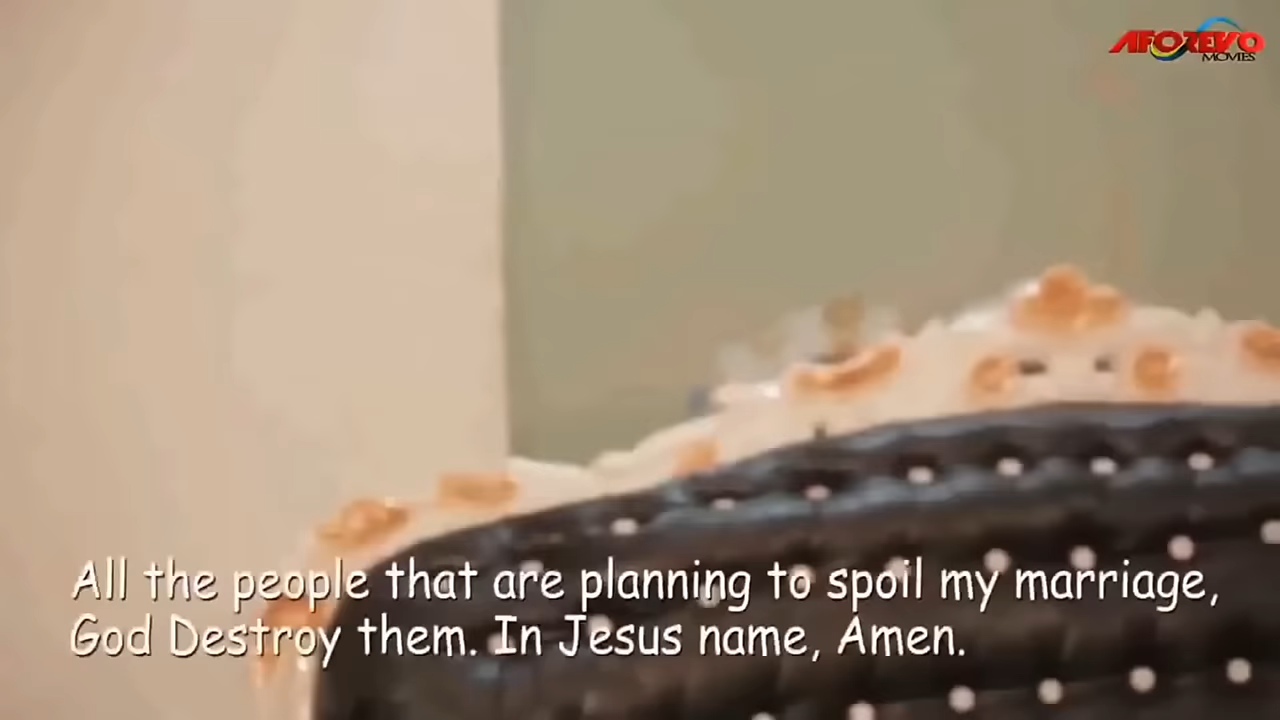 AFOREVO
MOVIES
All the people that are planning to spoil my marriage,
God Destroy them. In Jesus name, Amen.